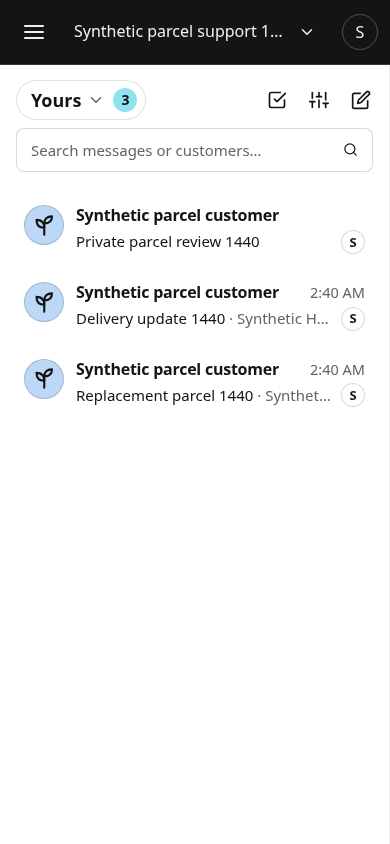 Synthetic parcel support 1...
S
Yours
3
Search messages or customers...
Synthetic parcel customer
Private parcel review 1440
S
Synthetic parcel customer 2:40 AM
Delivery update 1440 · Synthetic H... S
Synthetic parcel customer 2:40 AM
Replacement parcel 1440 · Synthet... S